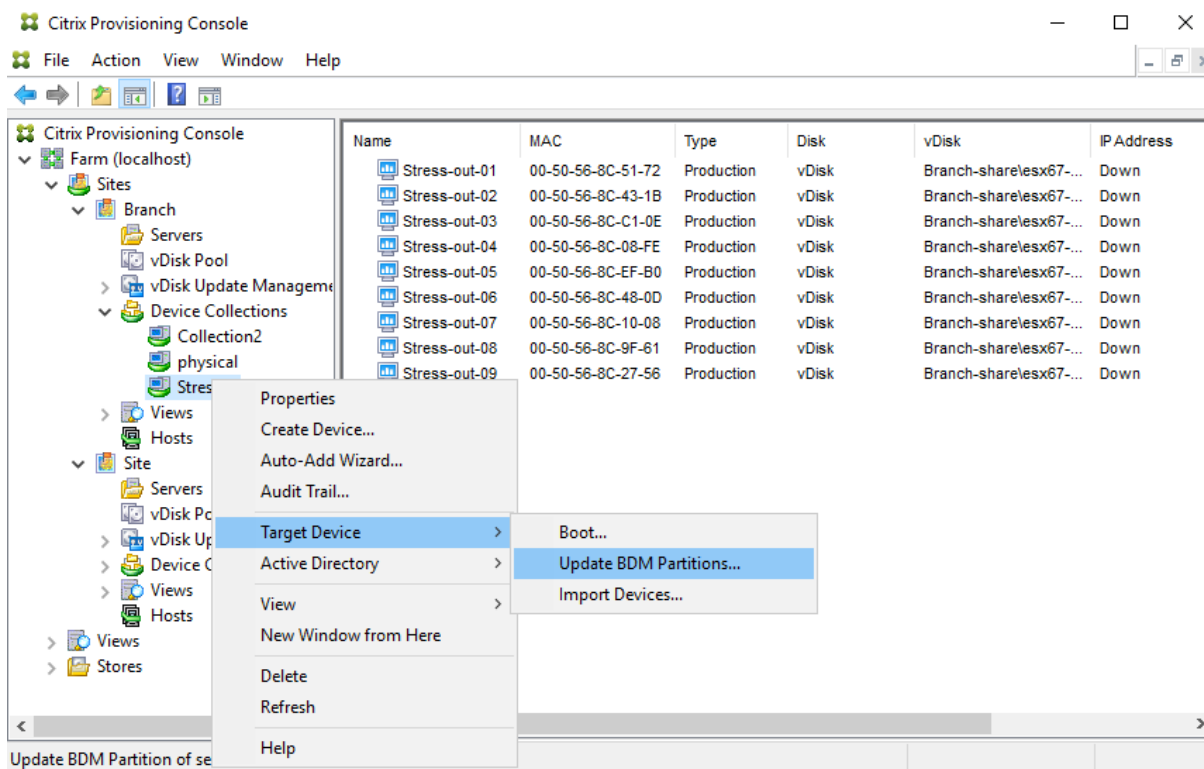 Citrix Provisioning Console
File Action View Window Help
Citrix Provisioning Console
Farm (localhost)
Sites
Branch
Servers
vDisk Pool
vDisk Update Manageme
Device Collections
Collection2
physical
Stres
Views
Hosts
Site
Servers
vDisk Po
vDisk Up
Device C
Views
Hosts
Views
Stores
Name MAC Type Disk vDisk IP Address
Stress-out-01 00-50-56-8C-51-72 Production vDisk Branch-share\esx67-... Down
Stress-out-02 00-50-56-8C-43-1B Production vDisk Branch-share\esx67-... Down
Stress-out-03 00-50-56-8C-C1-0E Production vDisk Branch-share\esx67-... Down
Stress-out-04 00-50-56-8C-08-FE Production vDisk Branch-share\esx67-... Down
Stress-out-05 00-50-56-8C-EF-B0 Production vDisk Branch-share\esx67-... Down
Stress-out-06 00-50-56-8C-48-0D Production vDisk Branch-share\esx67-... Down
Stress-out-07 00-50-56-8C-10-08 Production vDisk Branch-share\esx67-... Down
Stress-out-08 00-50-56-8C-9F-61 Production vDisk Branch-share\esx67-... Down
Stress-out-09 00-50-56-8C-27-56 Production vDisk Branch-share\esx67-... Down
Properties
Create Device...
Auto-Add Wizard...
Audit Trail...
Target Device
Active Directory
View
New Window from Here
Delete
Refresh
Help
Boot...
Update BDM Partitions...
Import Devices...
Update BDM Partition of se